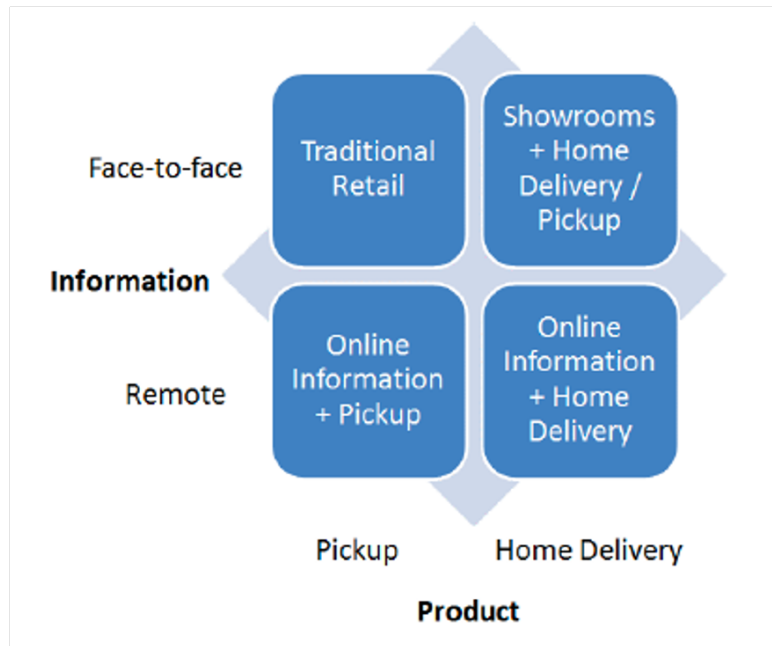 Face-to-face
Traditional
Retail
Showrooms
+ Home
Delivery /
Pickup
Information
Remote
Online
Information
+ Pickup
Online
Information
+ Home
Delivery
Pickup
Home Delivery
Product